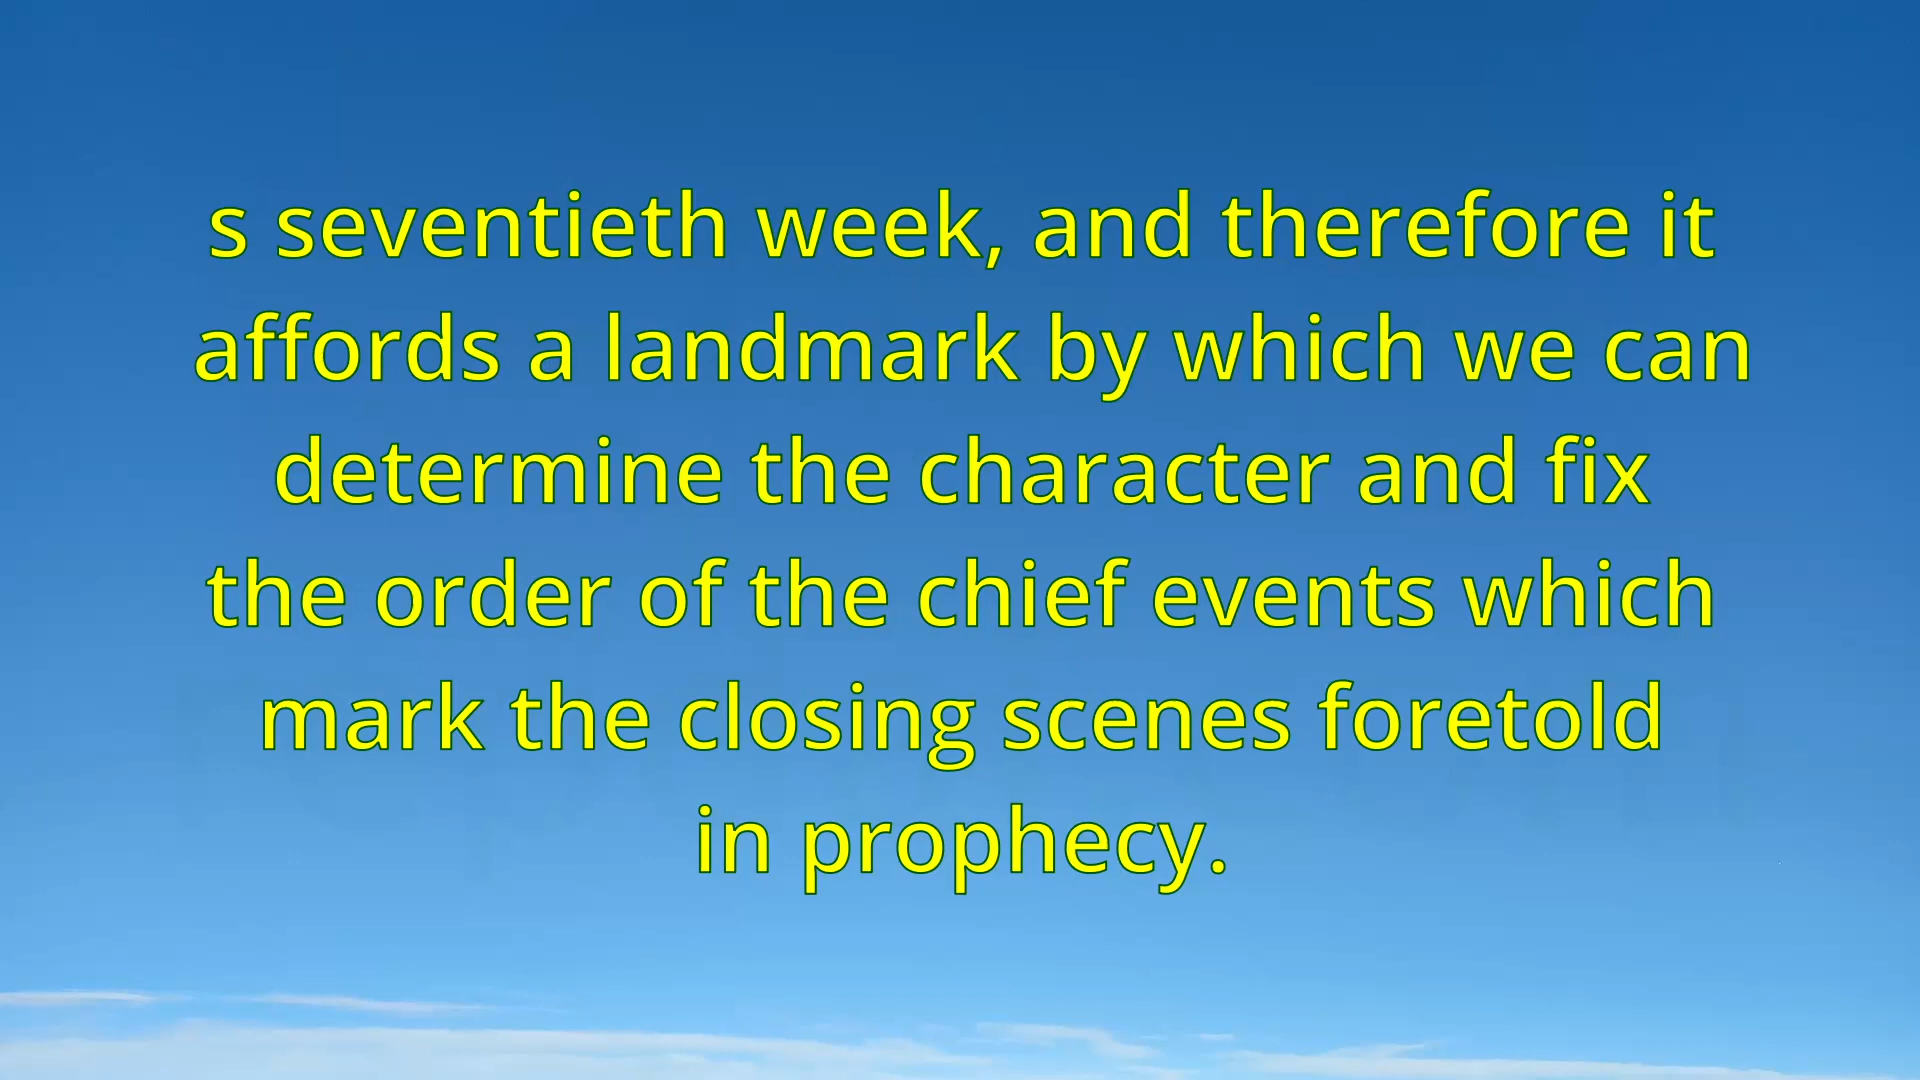 s seventieth week, and therefore it
affords a landmark by which we can
determine the character and fix
the order of the chief events which
mark the closing scenes foretold
in prophecy.